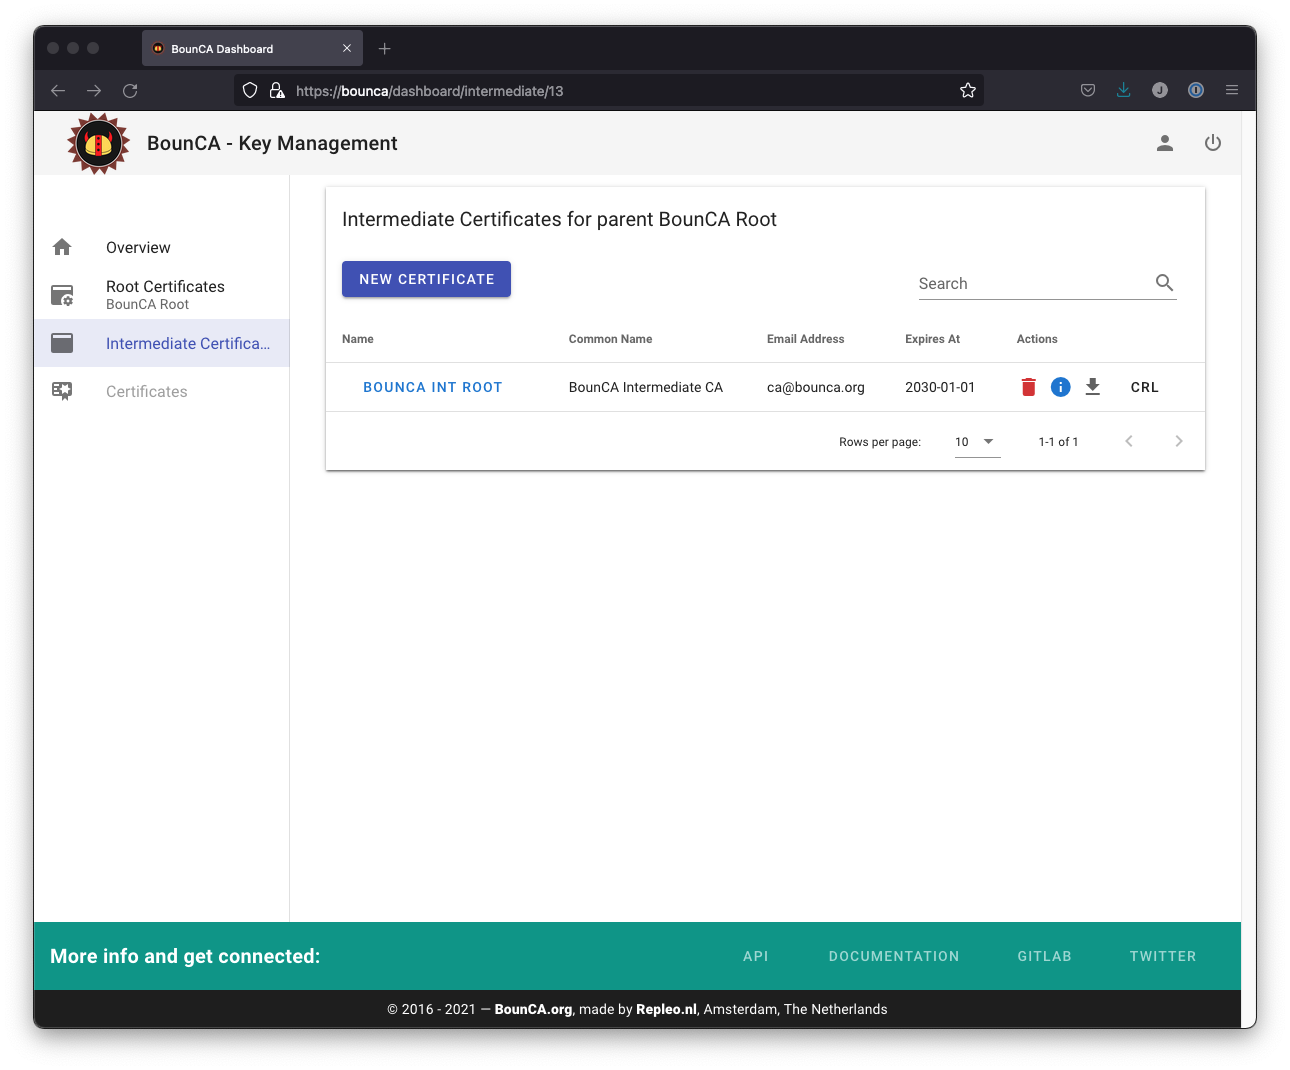 BounCA Dashboard
https://bounca/dashboard/intermediate/13
J
BounCA - Key Management
Overview
Root Certificates
BounCA Root
Intermediate Certifica...
Certificates
Intermediate Certificates for parent BounCA Root
NEW CERTIFICATE
Search
Name Common Name Email Address Expires At Actions
BOUNCA INT ROOT BounCA Intermediate CA ca@bounca.org 2030-01-01 CRL
Rows per page: 10 1-1 of 1
More info and get connected: API DOCUMENTATION GITLAB TWITTER
© 2016 - 2021 — BounCA.org, made by Repleo.nl, Amsterdam, The Netherlands